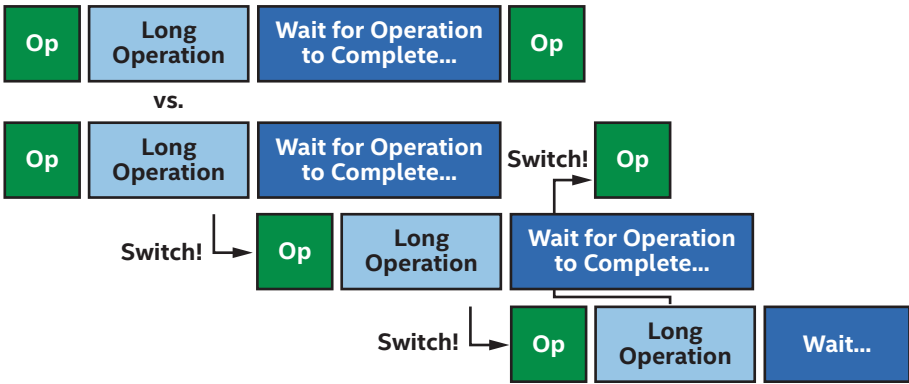 Op
Long
Operation
Wait for Operation
to Complete...
Op
vs.
Op
Long
Operation
Wait for Operation
to Complete...
Switch!
Op
Switch!
Op
Long
Operation
Wait for Operation
to Complete...
Switch!
Op
Long
Operation
Wait...